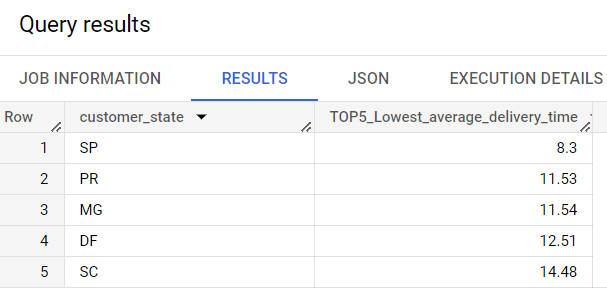 Query results
JOB INFORMATION RESULTS JSON EXECUTION DETAILS
Row customer_state TOP5_Lowest_average_delivery_time
1 SP 8.3
2 PR 11.53
3 MG 11.54
4 DF 12.51
5 SC 14.48